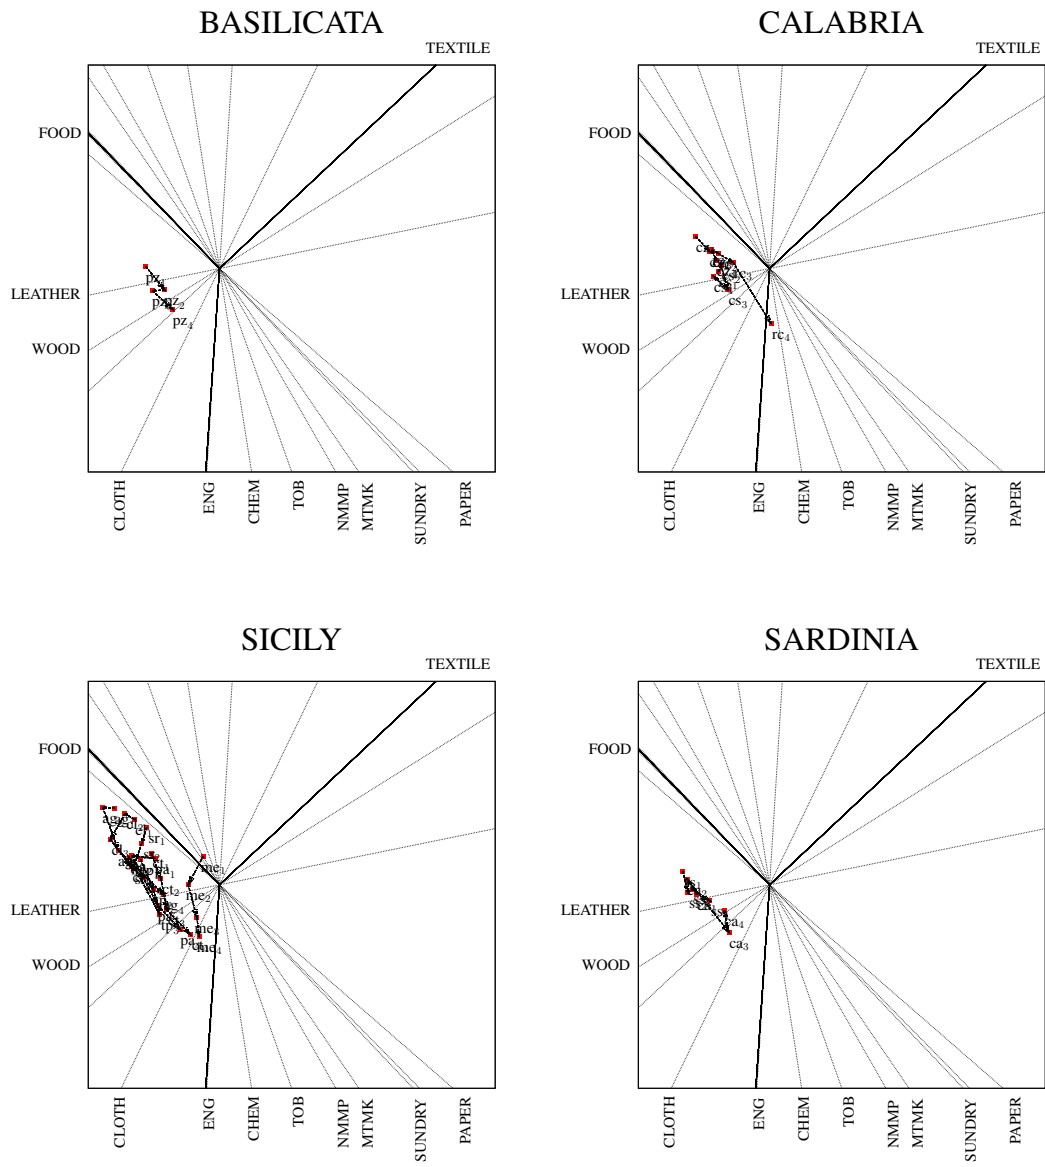 BASILICATA
TEXTILE
FOOD
LEATHER
WOOD
CLOTH
ENG
CHEM
TOB
NMMP
MTMK
SUNDRY
PAPER
pz₁
pz₂
pz₄
CALABRIA
TEXTILE
FOOD
LEATHER
WOOD
CLOTH
ENG
CHEM
TOB
NMMP
MTMK
SUNDRY
PAPER
cs₃
rc₄
SICILY
TEXTILE
FOOD
LEATHER
WOOD
CLOTH
ENG
CHEM
TOB
NMMP
MTMK
SUNDRY
PAPER
sr₁
me₁
me₂
ct₂
me₄
SARDINIA
TEXTILE
FOOD
LEATHER
WOOD
CLOTH
ENG
CHEM
TOB
NMMP
MTMK
SUNDRY
PAPER
ca₄
ca₃